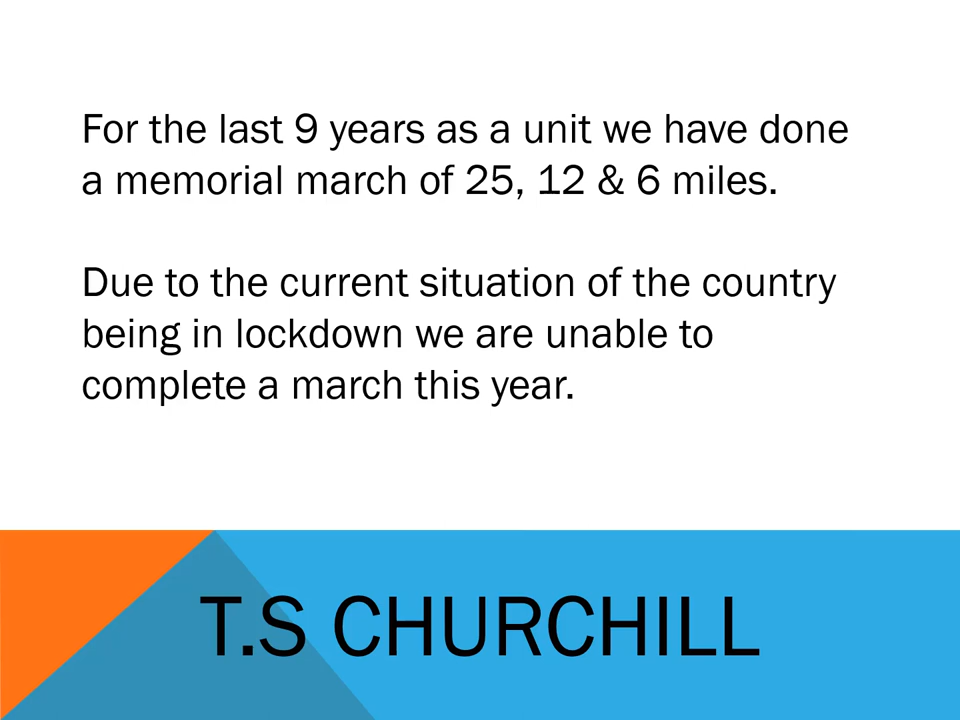 For the last 9 years as a unit we have done
a memorial march of 25, 12 & 6 miles.
Due to the current situation of the country
being in lockdown we are unable to
complete a march this year.
T.S CHURCHILL